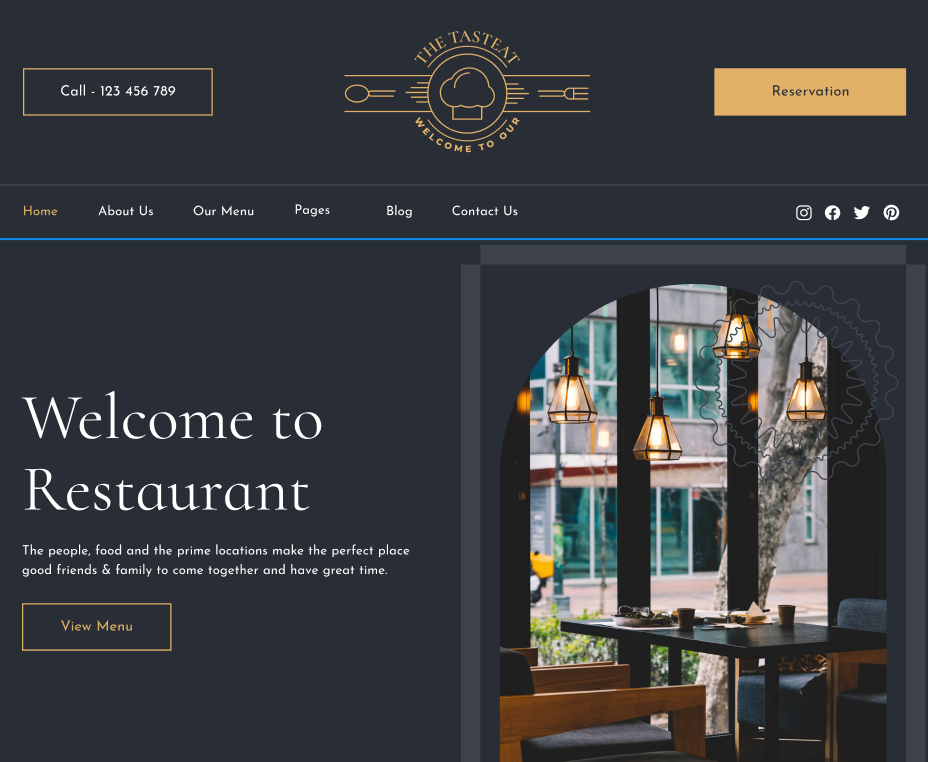 Call - 123 456 789
THE TASTEAT
WELCOME TO OUR
Reservation
Home About Us Our Menu Pages Blog Contact Us
Welcome to
Restaurant
The people, food and the prime locations make the perfect place
good friends & family to come together and have great time.
View Menu